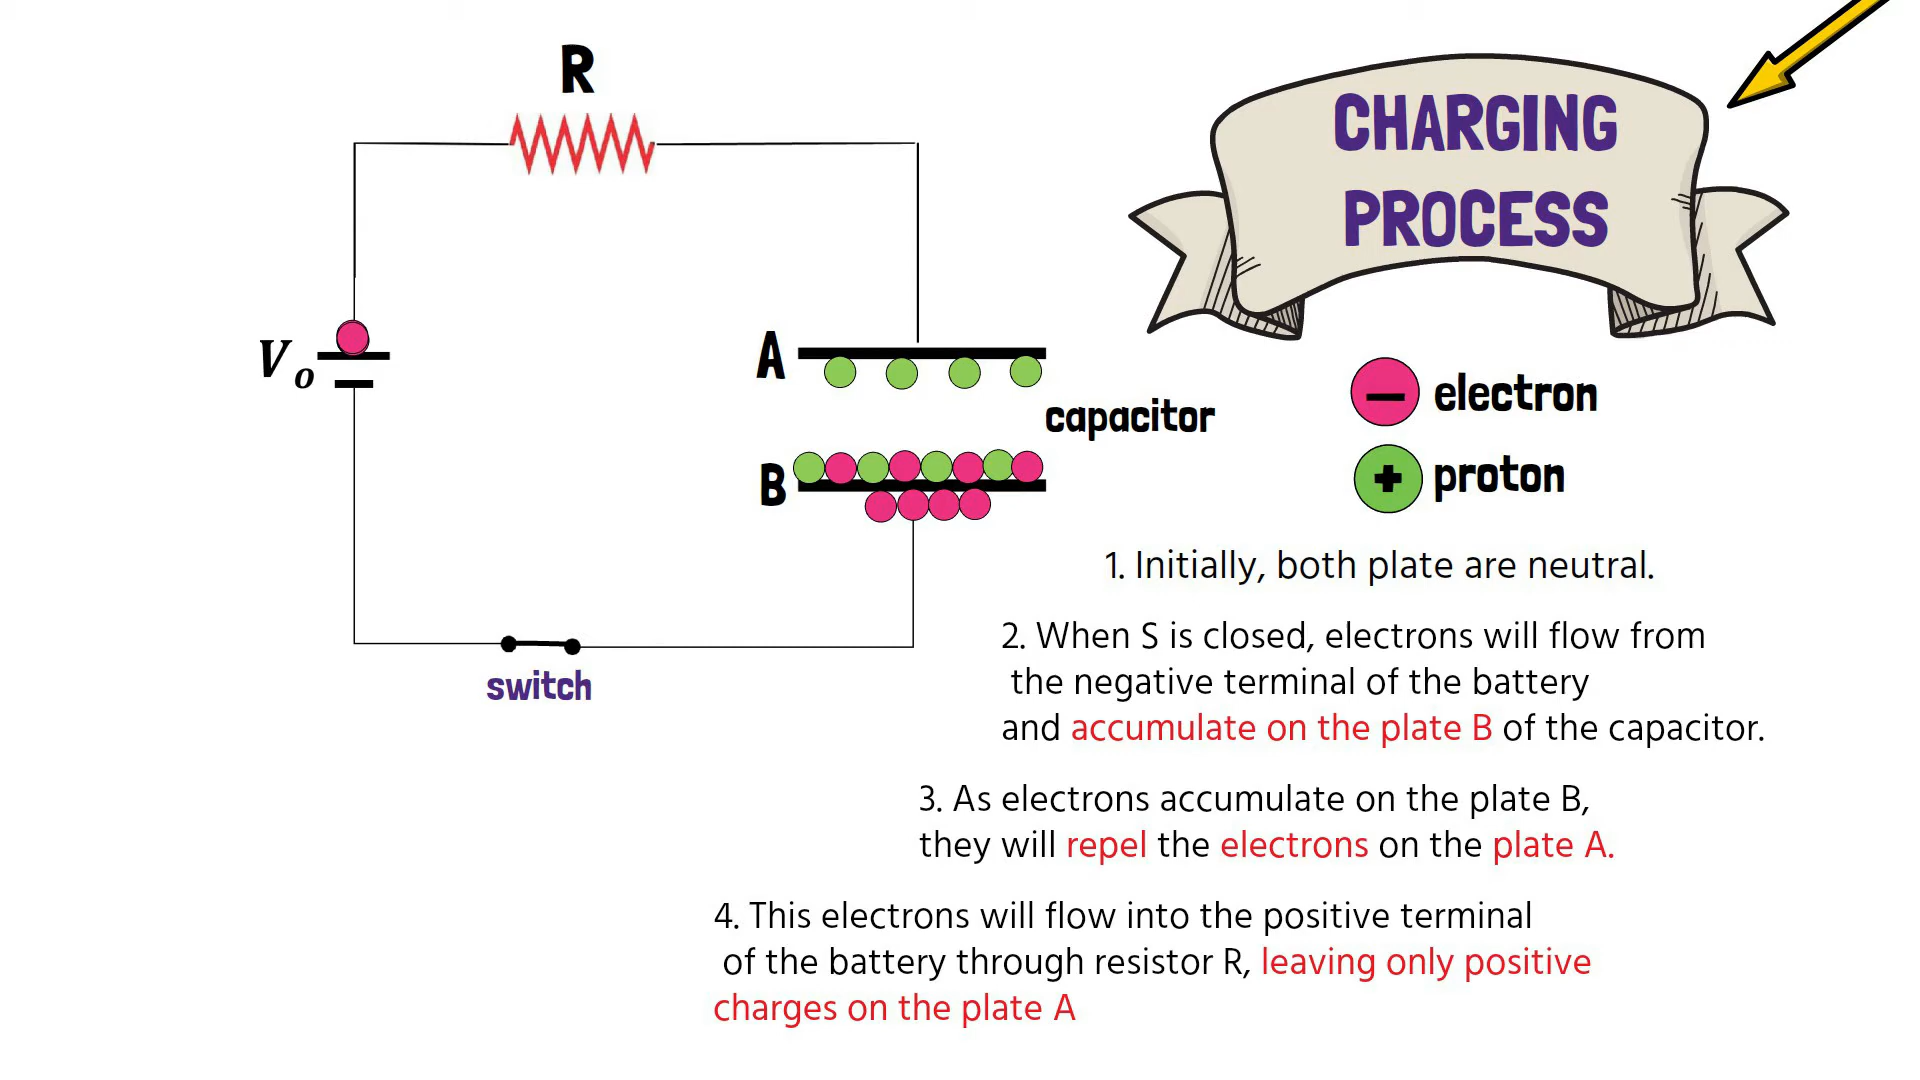 R
CHARGING
PROCESS
Vo
A
capacitor
B
electron
proton
switch
1. Initially, both plate are neutral.
2. When S is closed, electrons will flow from
the negative terminal of the battery
and accumulate on the plate B of the capacitor.
3. As electrons accumulate on the plate B,
they will repel the electrons on the plate A.
4. This electrons will flow into the positive terminal
of the battery through resistor R, leaving only positive
charges on the plate A